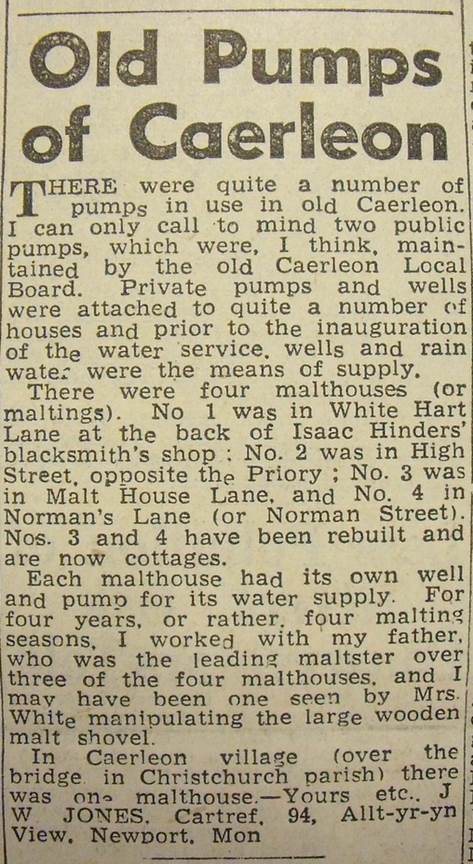 Old Pumps
of Caerleon
THERE were quite a number of
pumps in use in old Caerleon.
I can only call to mind two public
pumps, which were, I think, main-
tained by the old Caerleon Local
Board. Private pumps and wells
were attached to quite a number of
houses and prior to the inauguration
of the water service, wells and rain
water were the means of supply.
There were four malthouses (or
maltings). No 1 was in White Hart
Lane at the back of Isaac Hinders'
blacksmith's shop ; No. 2 was in High
Street, opposite the Priory ; No. 3 was
in Malt House Lane, and No. 4 in
Norman's Lane (or Norman Street).
Nos. 3 and 4 have been rebuilt and
are now cottages.
Each malthouse had its own well
and pump for its water supply. For
four years, or rather, four malting
seasons, I worked with my father,
who was the leading maltster over
three of the four malthouses, and I
may have been one seen by Mrs.
White manipulating the large wooden
malt shovel.
In Caerleon village (over the
bridge in Christchurch parish) there
was one malthouse.—Yours etc., J
W JONES, Cartref, 94, Allt-yr-yn
View, Newport, Mon